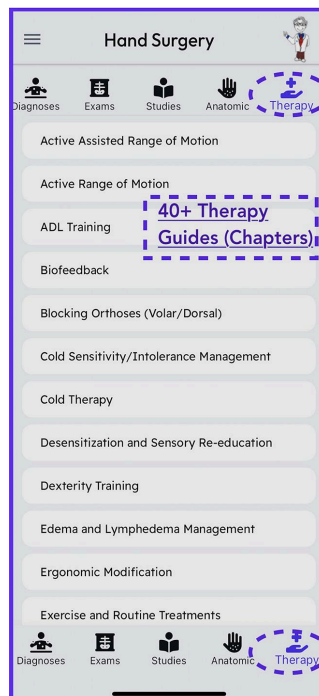 Hand Surgery
Diagnoses Exams Studies Anatomic Therapy
Active Assisted Range of Motion
Active Range of Motion
40+ Therapy
Guides (Chapters)
ADL Training
Biofeedback
Blocking Orthoses (Volar/Dorsal)
Cold Sensitivity/Intolerance Management
Cold Therapy
Desensitization and Sensory Re-education
Dexterity Training
Edema and Lymphedema Management
Ergonomic Modification
Exercise and Routine Treatments
Diagnoses Exams Studies Anatomic Therapy